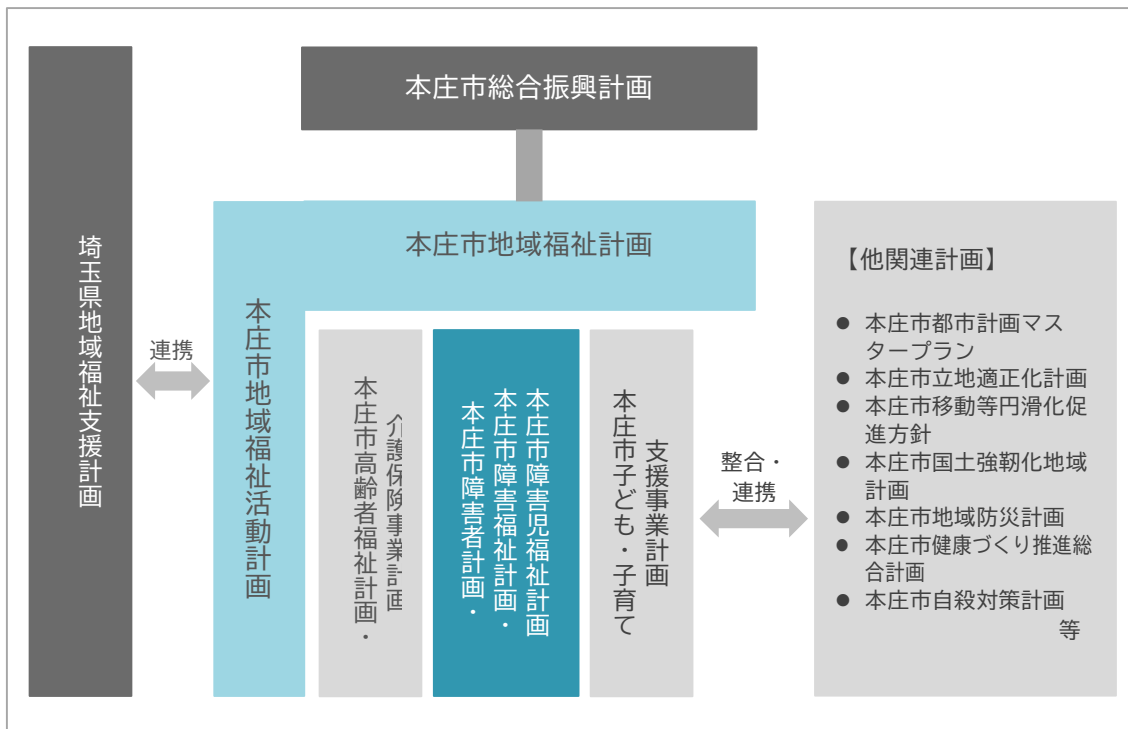 本庄市総合振興計画
埼玉県地域福祉支援計画
連携
本庄市地域福祉計画
本庄市地域福祉活動計画
本庄市高齢者福祉計画・
介護保険事業計画
本庄市障害者計画・
本庄市障害福祉計画・
本庄市障害児福祉計画
本庄市子ども・子育て
支援事業計画
整合・
連携
【他関連計画】
● 本庄市都市計画マス
タープラン
● 本庄市立地適正化計画
● 本庄市移動等円滑化促
進方針
● 本庄市国土強靭化地域
計画
● 本庄市地域防災計画
● 本庄市健康づくり推進総
合計画
● 本庄市自殺対策計画
等